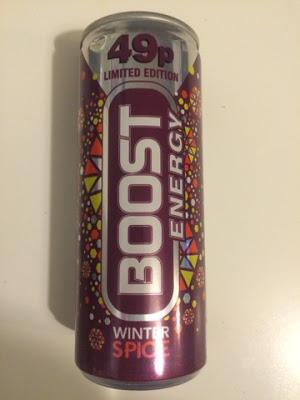 49p
LIMITED EDITION
BOOST
ENERGY
WINTER
SPICE